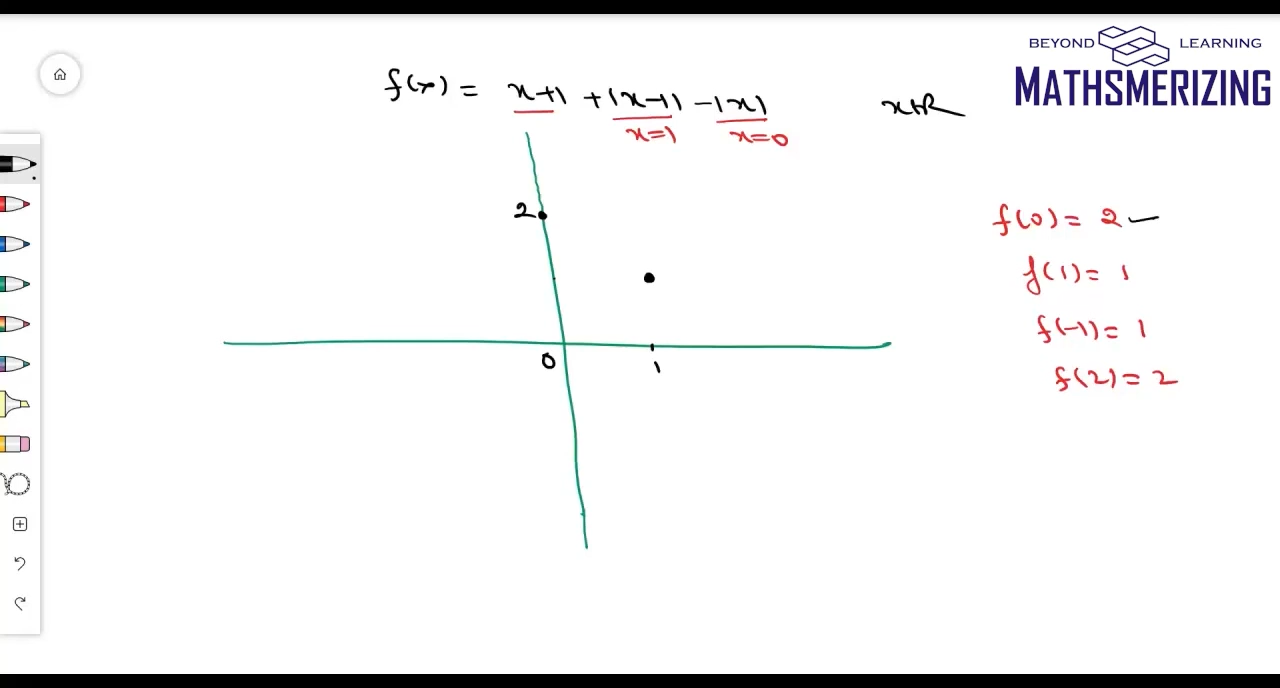 BEYOND LEARNING
MATHSMERIZING
f(x) = x+1 + |x-1| - |x|
x=1 x=0
2
f(0) = 2
f(1) = 1
f(-1) = 1
0 1
f(2) = 2